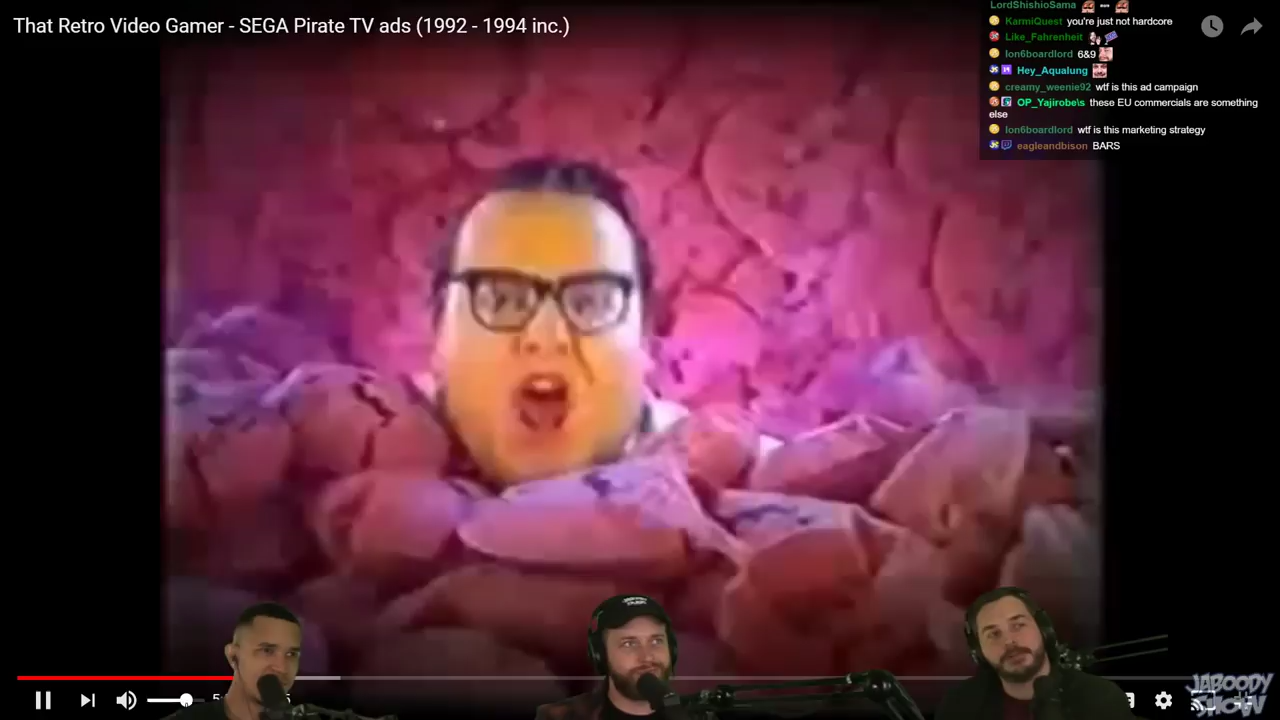 That Retro Video Gamer - SEGA Pirate TV ads (1992 - 1994 inc.)
LordShishioSama
KarmiQuest you're just not hardcore
Like_Fahrenheit
lon6boardlord 6&9
Hey_Aqualung
creamy_weenie92 wtf is this ad campaign
OP_Yajirobe\s these EU commercials are something
else
lon6boardlord wtf is this marketing strategy
eagleandbison BARS
JABOODY
SHOW